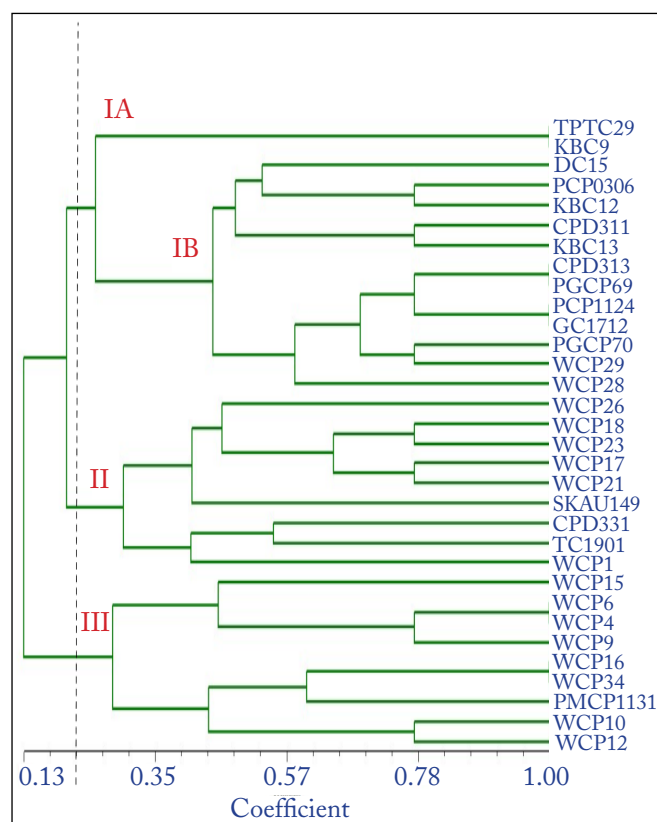 IA
TPTC29
KBC9
DC15
PCP0306
KBC12
CPD311
IB
KBC13
CPD313
PGCP69
PCP1124
GC1712
PGCP70
WCP29
WCP28
WCP26
WCP18
WCP23
WCP17
II
WCP21
SKAU149
CPD331
TC1901
WCP1
WCP15
WCP6
III
WCP4
WCP9
WCP16
WCP34
PMCP1131
WCP10
WCP12
0.13 0.35 0.57 0.78 1.00
Coefficient